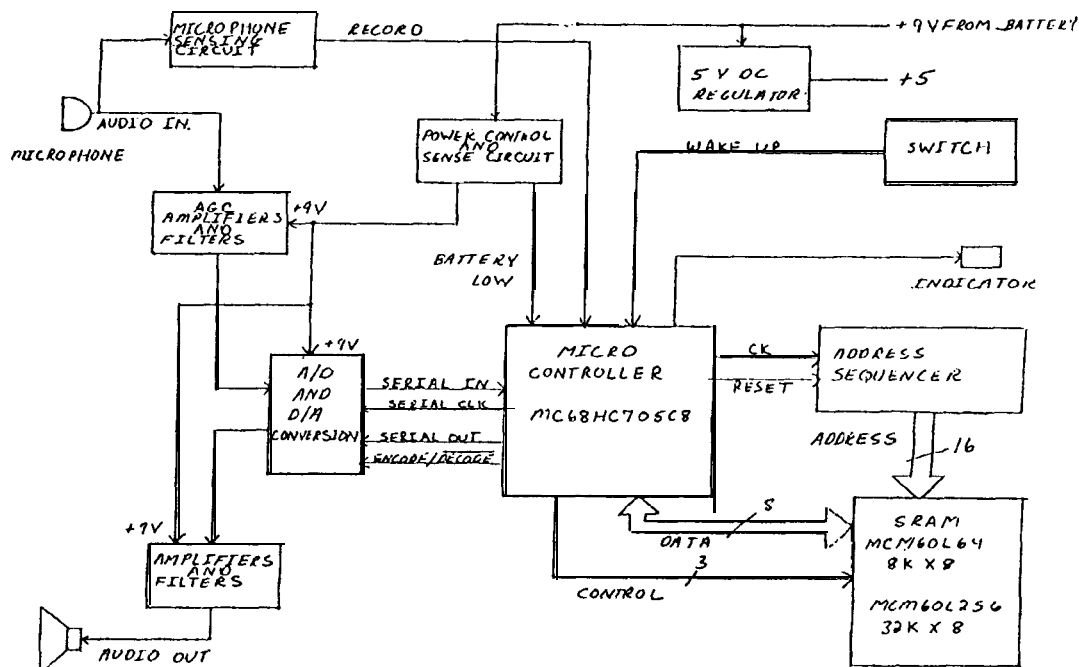 MICROPHONE
SENSING
CIRCUIT
RECORD
+9V FROM BATTERY
5 V DC
REGULATOR
+5
AUDIO IN.
MICROPHONE
POWER CONTROL
AND
SENSE CIRCUIT
WAKE UP
SWITCH
AGC
AMPLIFIERS
AND
FILTERS
+9V
BATTERY
LOW
INDICATOR
+9V
A/D
AND
D/A
CONVERSION
SERIAL IN
SERIAL CLK
SERIAL OUT
ENCODE/DECODE
MICRO
CONTROLLER
MC68HC705C8
CK
RESET
ADDRESS
SEQUENCER
ADDRESS
16
+9V
AMPLIFIERS
AND
FILTERS
AUDIO OUT
8
DATA
3
CONTROL
SRAM
MCM60L64
8K X 8
MCM60L256
32K X 8